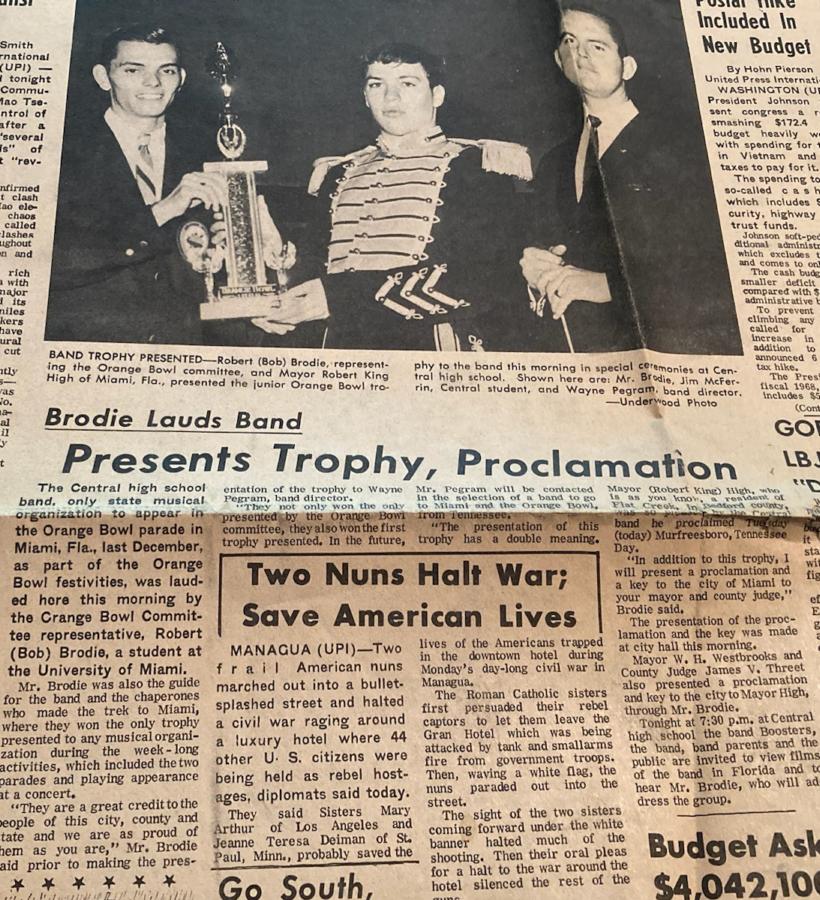 Smith
rnational
(UPI) —
tonight
Commu-
Mao Tse-
ntrol of
after a
"several
of
t "rev-
nfirmed
t clash
Mao ele-
chaos
called
clashes
ughout
on and
rich
with
major
its
miles
kers
have
ural
cut
BAND TROPHY PRESENTED—Robert (Bob) Brodie, represent-
ing the Orange Bowl committee, and Mayor Robert King
High of Miami, Fla., presented the junior Orange Bowl tro-
phy to the band this morning in special ceremonies at Cen-
tral high school. Shown here are: Mr. Brodie, Jim McFer-
rin, Central student, and Wayne Pegram, band director.
—Underwood Photo
Brodie Lauds Band
Presents Trophy, Proclamation
The Central high school
band, only state musical
organization to appear in
the Orange Bowl parade in
Miami, Fla., last December,
as part of the Orange
Bowl festivities, was laud-
ed here this morning by
the Orange Bowl Commit-
tee representative, Robert
(Bob) Brodie, a student at
the University of Miami.
Mr. Brodie was also the guide
for the band and the chaperones
who made the trek to Miami,
where they won the only trophy
presented to any musical organi-
zation during the week-long
activities, which included the two
parades and playing appearance
at a concert.
"They are a great credit to the
people of this city, county and
state and we are as proud of
them as you are," Mr. Brodie
said prior to making the pres-
entation of the trophy to Wayne
Pegram, band director.
"They not only won the only
presented by the Orange Bowl
committee, they also won the first
trophy presented. In the future,
Mr. Pegram will be contacted
in the selection of a band to go
to Miami and the Orange Bowl,
from Tennessee.
"The presentation of this
trophy has a double meaning.
Mayor (Robert King) High, who
is as you know, a resident of
Flat Creek, in Bedford county,
band he proclaimed Tuesday
(today) Murfreesboro, Tennessee
Day.
"In addition to this trophy, I
will present a proclamation and
a key to the city of Miami to
your mayor and county judge,"
Brodie said.
The presentation of the proc-
lamation and the key was made
at city hall this morning.
Mayor W. H. Westbrooks and
County Judge James V. Threet
also presented a proclamation
and key to the city to Mayor High,
through Mr. Brodie.
Tonight at 7:30 p.m. at Central
high school the band Boosters,
the band, band parents and the
public are invited to view films
of the band in Florida and to
hear Mr. Brodie, who will ad-
dress the group.
Two Nuns Halt War;
Save American Lives
MANAGUA (UPI)—Two
frail American nuns
marched out into a bullet-
splashed street and halted
a civil war raging around
a luxury hotel where 44
other U. S. citizens were
being held as rebel host-
ages, diplomats said today.
They said Sisters Mary
Arthur of Los Angeles and
Jeanne Teresa Deiman of St.
Paul, Minn., probably saved the
lives of the Americans trapped
in the downtown hotel during
Monday's day-long civil war in
Managua.
The Roman Catholic sisters
first persuaded their rebel
captors to let them leave the
Gran Hotel which was being
attacked by tank and smallarms
fire from government troops.
Then, waving a white flag, the
nuns paraded out into the
street.
The sight of the two sisters
coming forward under the white
banner halted much of the
shooting. Then their oral pleas
for a halt to the war around the
hotel silenced the rest of the
Go South,
Postal Hike
Included In
New Budget
By Hohn Pierson
United Press Internati
WASHINGTON (U
President Johnson
sent congress a r
smashing $172.4
budget heavily w
with spending for t
in Vietnam and
taxes to pay for it.
The spending to
so-called cash
which includes S
curity, highway
trust funds.
Johnson soft-ped
ditional administr
which excludes t
and comes to onl
The cash budg
smaller deficit
compared with $
administrative b
To prevent
climbing any
called for
increase in
addition to
announced 6
tax hike.
The Pres
fiscal 1968,
includes $5
(Cont
GOP
LBJ
"D
Budget Ask
$4,042,100